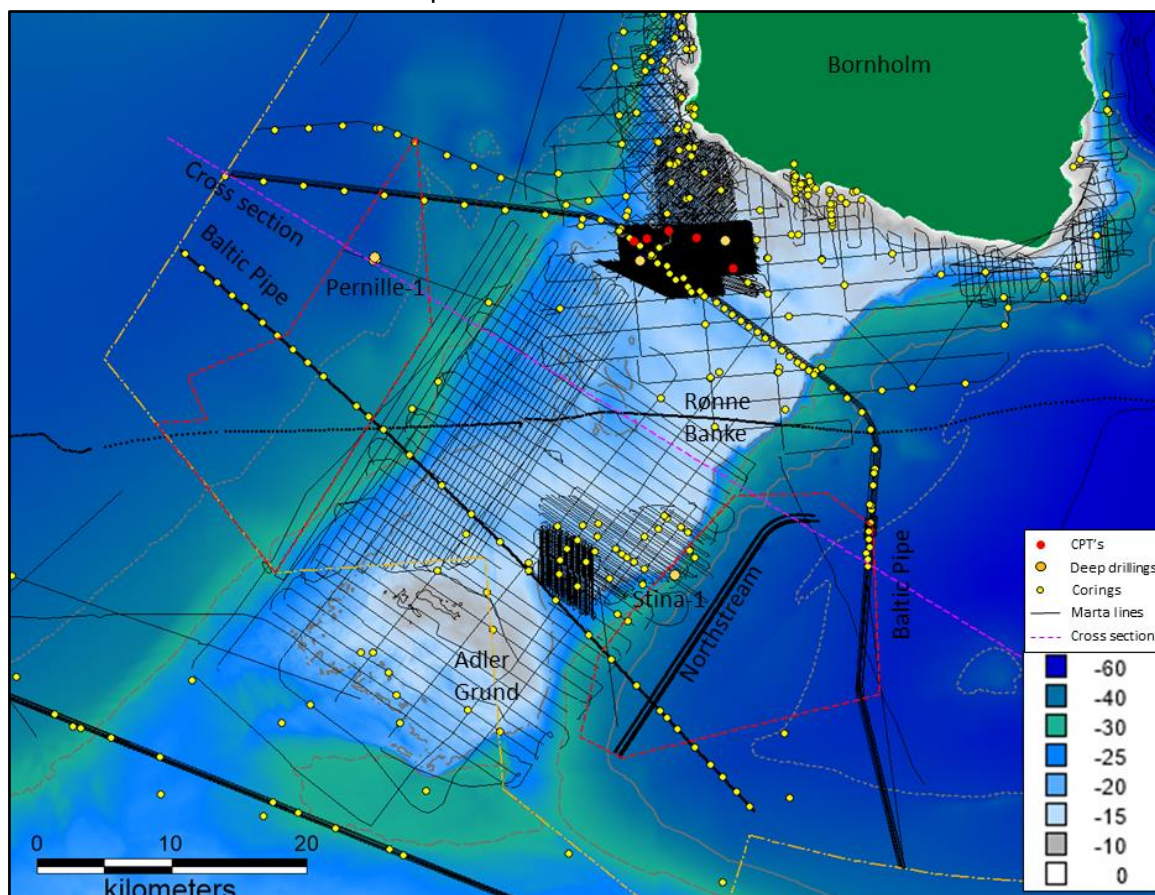 Bornholm
Cross section
Baltic Pipe
Pernille-1
Rønne
Banke
Stina-1
Northstream
Baltic Pipe
Adler
Grund
CPT's
Deep drillings
Corings
Marta lines
Cross section
-60
-40
-30
-25
-20
-15
-10
0
0 10 20
kilometers